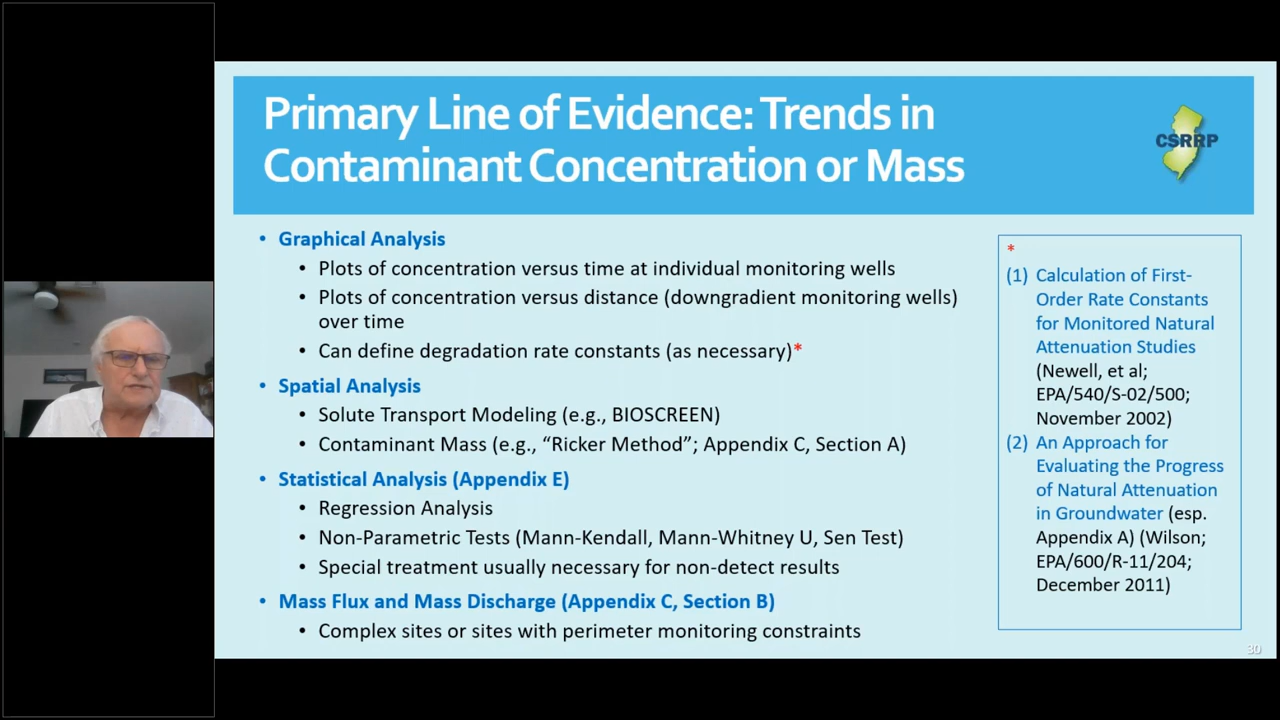 Primary Line of Evidence: Trends in
Contaminant Concentration or Mass
CSRRP
• Graphical Analysis
• Plots of concentration versus time at individual monitoring wells
• Plots of concentration versus distance (downgradient monitoring wells)
over time
• Can define degradation rate constants (as necessary)*
• Spatial Analysis
• Solute Transport Modeling (e.g., BIOSCREEN)
• Contaminant Mass (e.g., “Ricker Method”; Appendix C, Section A)
• Statistical Analysis (Appendix E)
• Regression Analysis
• Non-Parametric Tests (Mann-Kendall, Mann-Whitney U, Sen Test)
• Special treatment usually necessary for non-detect results
• Mass Flux and Mass Discharge (Appendix C, Section B)
• Complex sites or sites with perimeter monitoring constraints
*
(1) Calculation of First-
Order Rate Constants
for Monitored Natural
Attenuation Studies
(Newell, et al;
EPA/540/S-02/500;
November 2002)
(2) An Approach for
Evaluating the Progress
of Natural Attenuation
in Groundwater (esp.
Appendix A) (Wilson;
EPA/600/R-11/204;
December 2011)
30